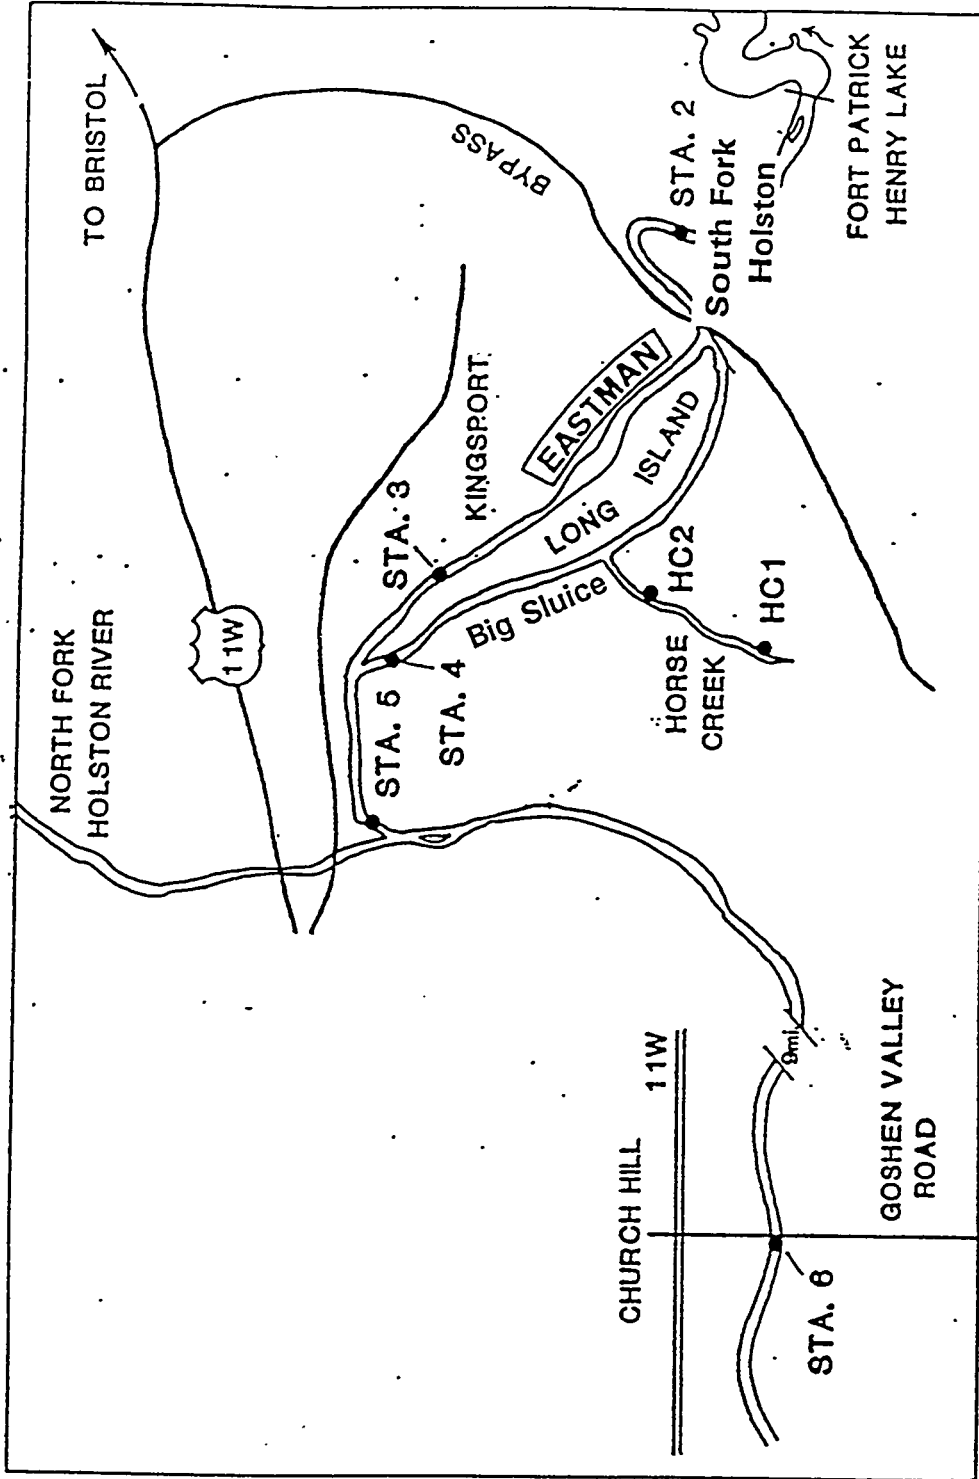 TO BRISTOL
NORTH FORK
HOLSTON RIVER
11W
BYPASS
KINGSPORT
STA. 3
EASTMAN
LONG
ISLAND
STA. 2
South Fork
Holston
FORT PATRICK
HENRY LAKE
STA. 5
STA. 4
Big Sluice
HC2
HC1
HORSE
CREEK
CHURCH HILL
11W
9mi.
STA. 6
GOSHEN VALLEY
ROAD